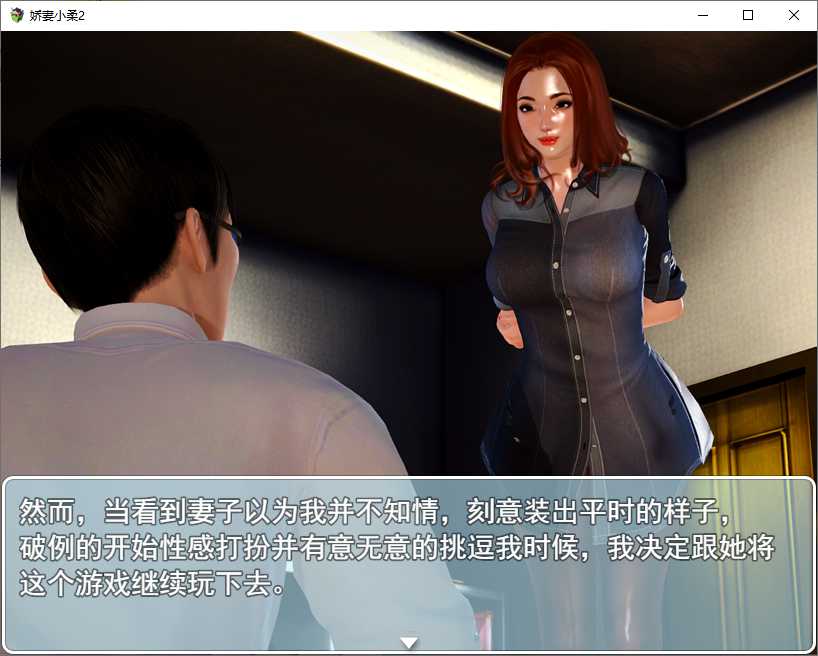 娇妻小柔2
然而，当看到妻子以为我并不知情，刻意装出平时的样子，
破例的开始性感打扮并有意无意的挑逗我时候，我决定跟她将
这个游戏继续玩下去。